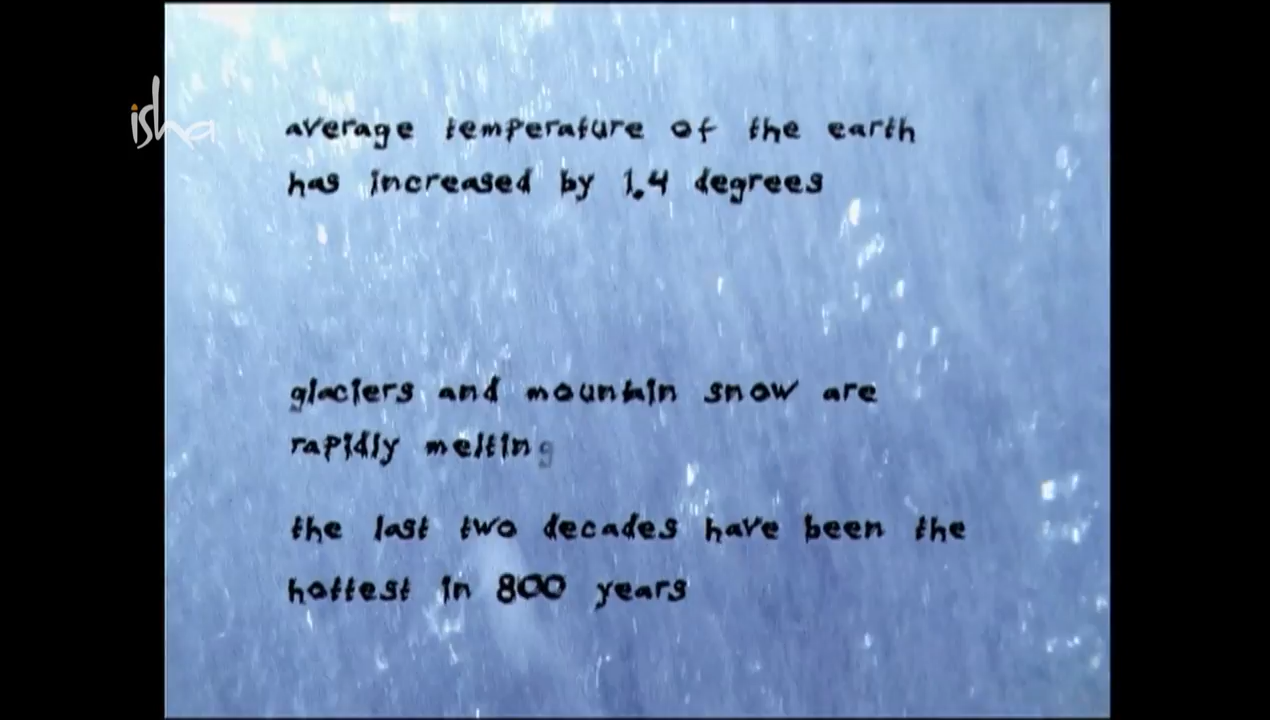 isha
average temperature of the earth
has increased by 1.4 degrees
glaciers and mountain snow are
rapidly melting
the last two decades have been the
hottest in 800 years